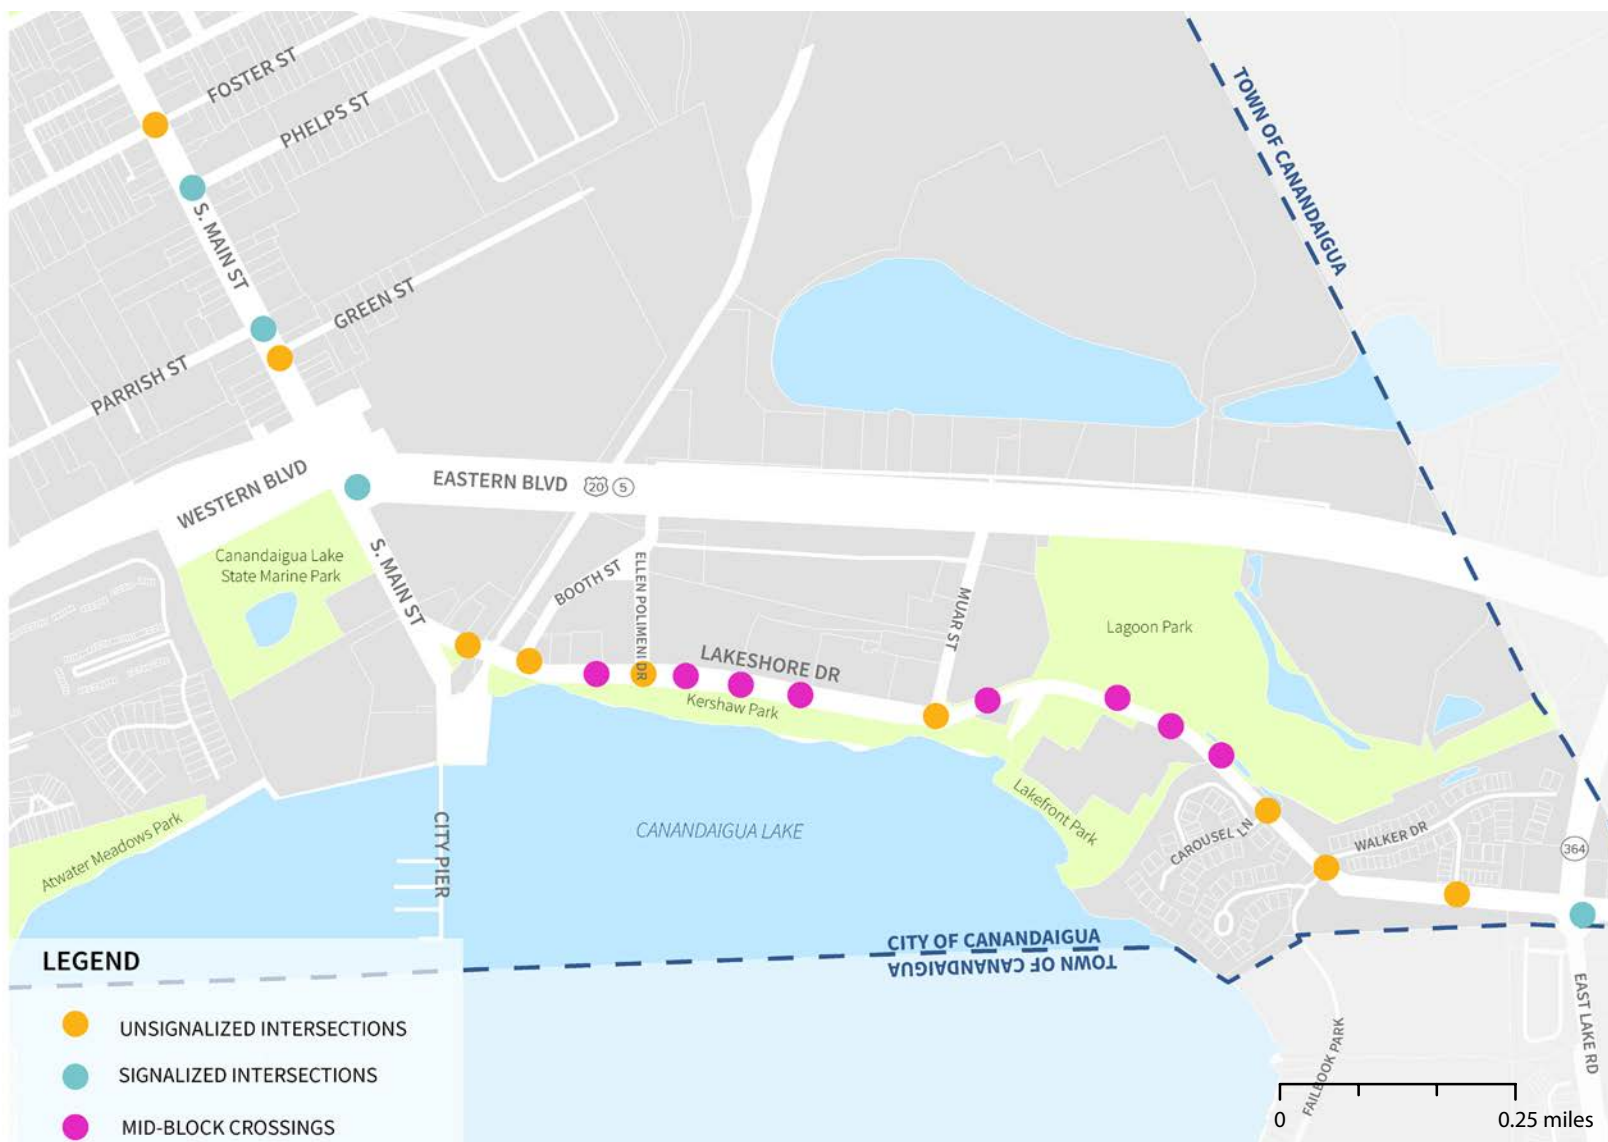 FOSTER ST
PHELPS ST
S. MAIN ST
GREEN ST
PARRISH ST
TOWN OF CANANDAIGUA
WESTERN BLVD
EASTERN BLVD 20 5
Canandaigua Lake
State Marine Park
S. MAIN ST
BOOTH ST
ELLEN POLIMENI DR
MUAR ST
Lagoon Park
LAKESHORE DR
Kershaw Park
Lakefront Park
CANANDAIGUA LAKE
CITY PIER
Atwater Meadows Park
CAROUSEL LN
WALKER DR
364
CITY OF CANANDAIGUA
TOWN OF CANANDAIGUA
EAST LAKE RD
FAILBOOK PARK
LEGEND
UNSIGNALIZED INTERSECTIONS
SIGNALIZED INTERSECTIONS
MID-BLOCK CROSSINGS
0 0.25 miles